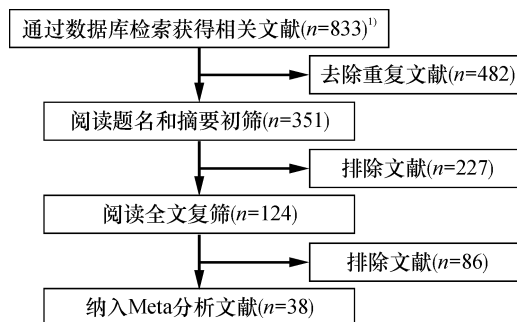 通过数据库检索获得相关文献(n=833)1)
去除重复文献(n=482)
阅读题名和摘要初筛(n=351)
排除文献(n=227)
阅读全文复筛(n=124)
排除文献(n=86)
纳入Meta分析文献(n=38)